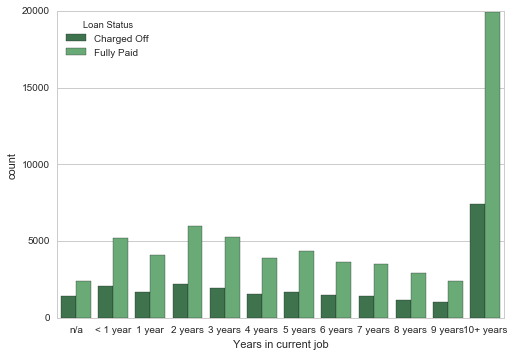 20000
15000
10000
5000
0
count
Loan Status
Charged Off
Fully Paid
n/a < 1 year 1 year 2 years 3 years 4 years 5 years 6 years 7 years 8 years 9 years 10+ years
Years in current job